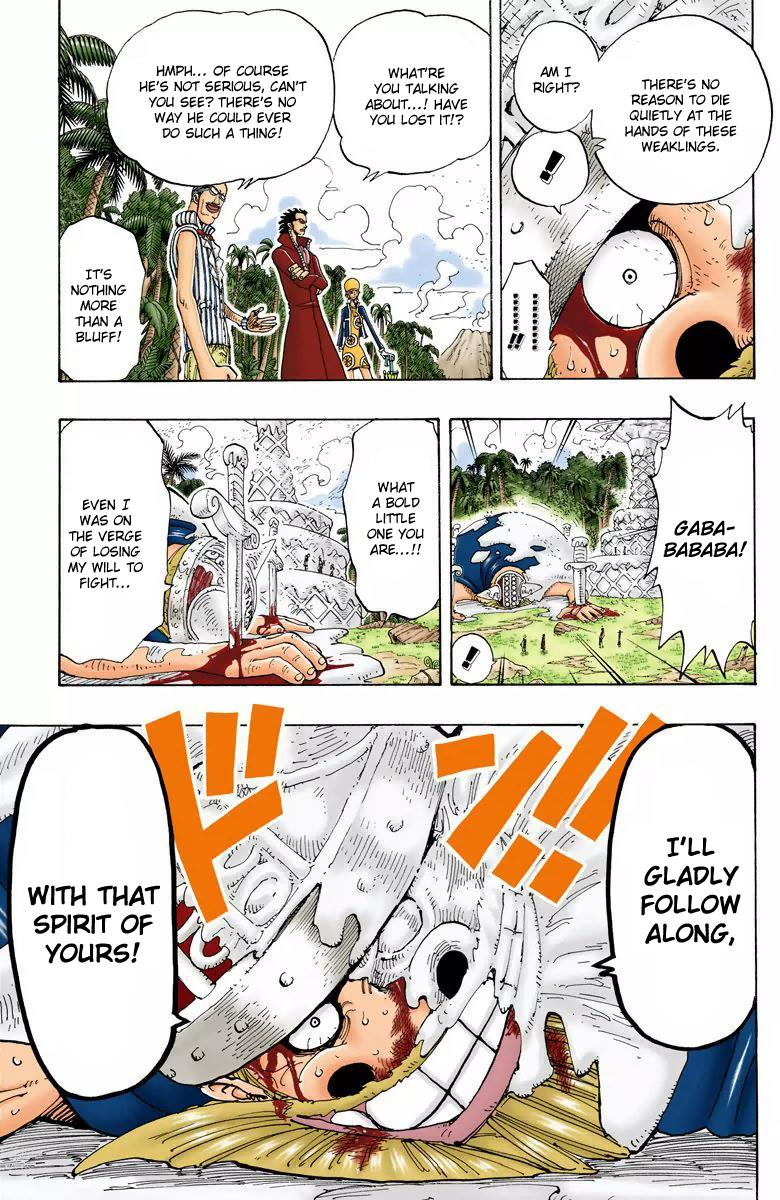 THERE'S NO
REASON TO DIE
QUIETLY AT THE
HANDS OF THESE
WEAKLINGS.
AM I
RIGHT?
!!
!!
WHAT'RE
YOU TALKING
ABOUT...! HAVE
YOU LOST IT!?
HMPH... OF COURSE
HE'S NOT SERIOUS, CAN'T
YOU SEE? THERE'S NO
WAY HE COULD EVER
DO SUCH A THING!
IT'S
NOTHING
MORE
THAN A
BLUFF!
GABA-
BABABA!
!!
WHAT
A BOLD
LITTLE
ONE YOU
ARE...!!
EVEN I
WAS ON
THE VERGE
OF LOSING
MY WILL TO
FIGHT...
ドン!!!
I'LL
GLADLY
FOLLOW
ALONG,
WITH THAT
SPIRIT OF
YOURS!